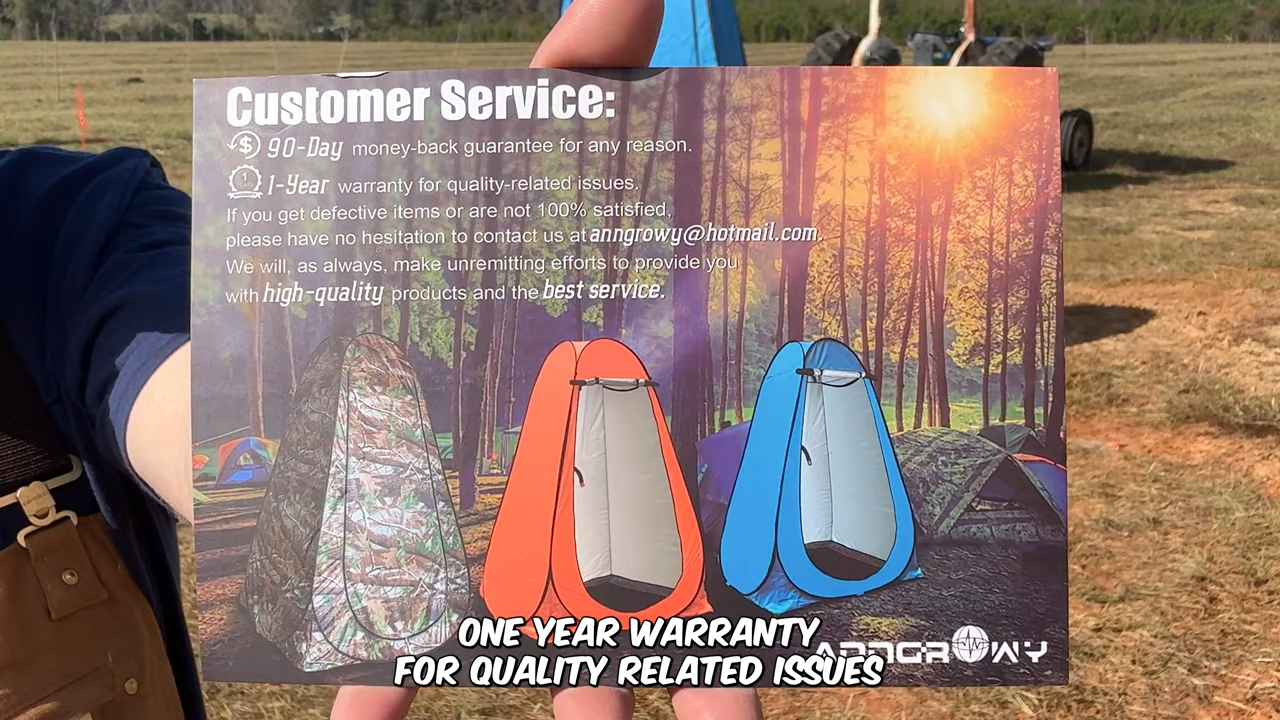 Customer Service:
90-Day money-back guarantee for any reason.
1-Year warranty for quality-related issues.
If you get defective items or are not 100% satisfied,
please have no hesitation to contact us at anngrowy@hotmail.com.
We will, as always, make unremitting efforts to provide you
with high-quality products and the best service.
ANNGROWY
ONE YEAR WARRANTY
FOR QUALITY RELATED ISSUES